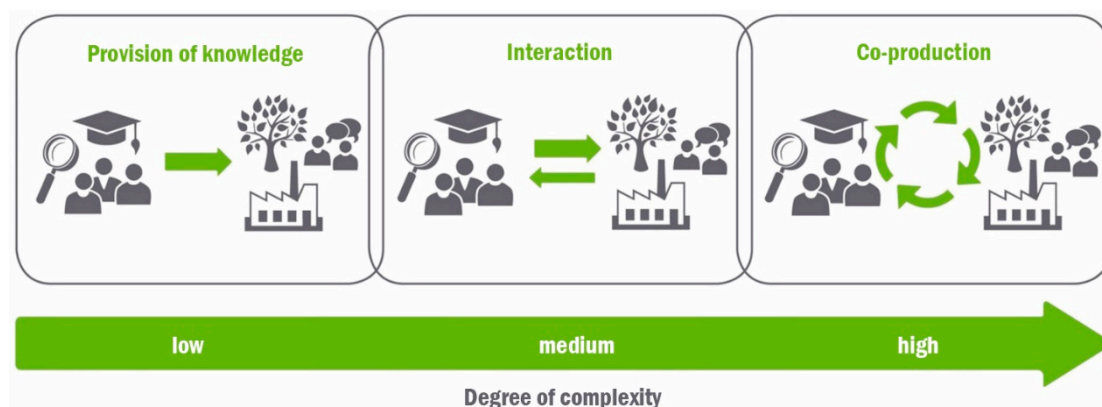 Provision of knowledge
Interaction
Co-production
low
medium
high
Degree of complexity